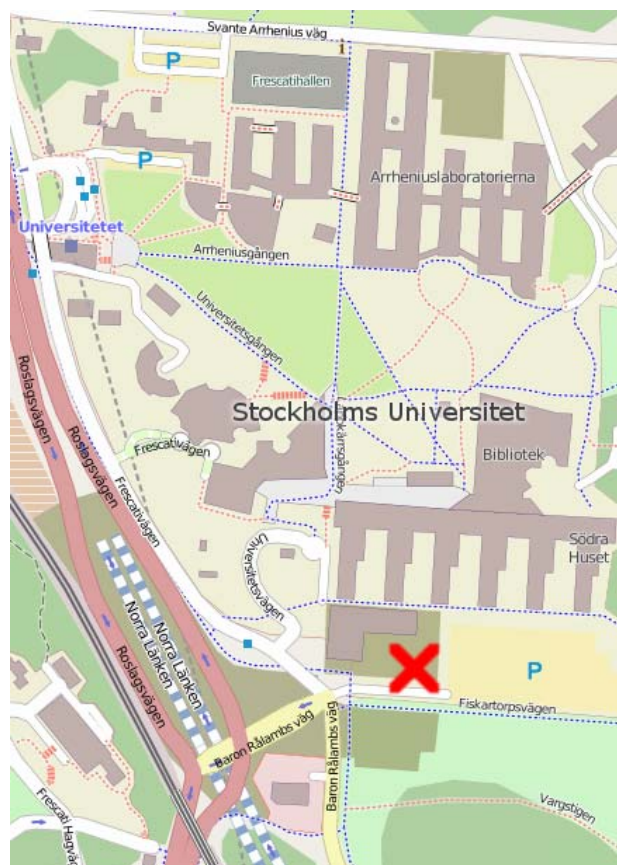 Svante Arrhenius väg
P
Frescatihallen
P
Arrheniuslaboratorierna
Universitetet
Arrheniusgången
Universitetsgången
Roslagsvägen
Stockholms Universitet
Roslagsvägen
Frescativägen
Bibliotek
Frescativägen
Södra
Huset
Universitetsvägen
Norra Länken
Norra Länken
Roslagsvägen
P
Fiskartorpsvägen
Baron Rålambs väg
Baron Rålambs väg
Vargstigen